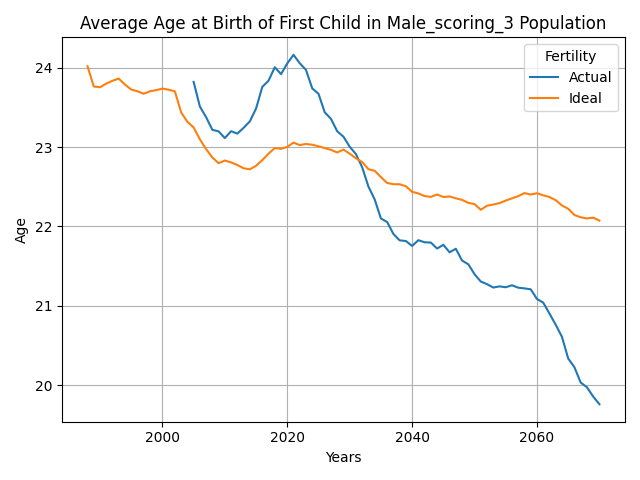 Average Age at Birth of First Child in Male_scoring_3 Population
Fertility
Actual
Ideal
24
23
22
21
20
Age
2000
2020
2040
2060
Years